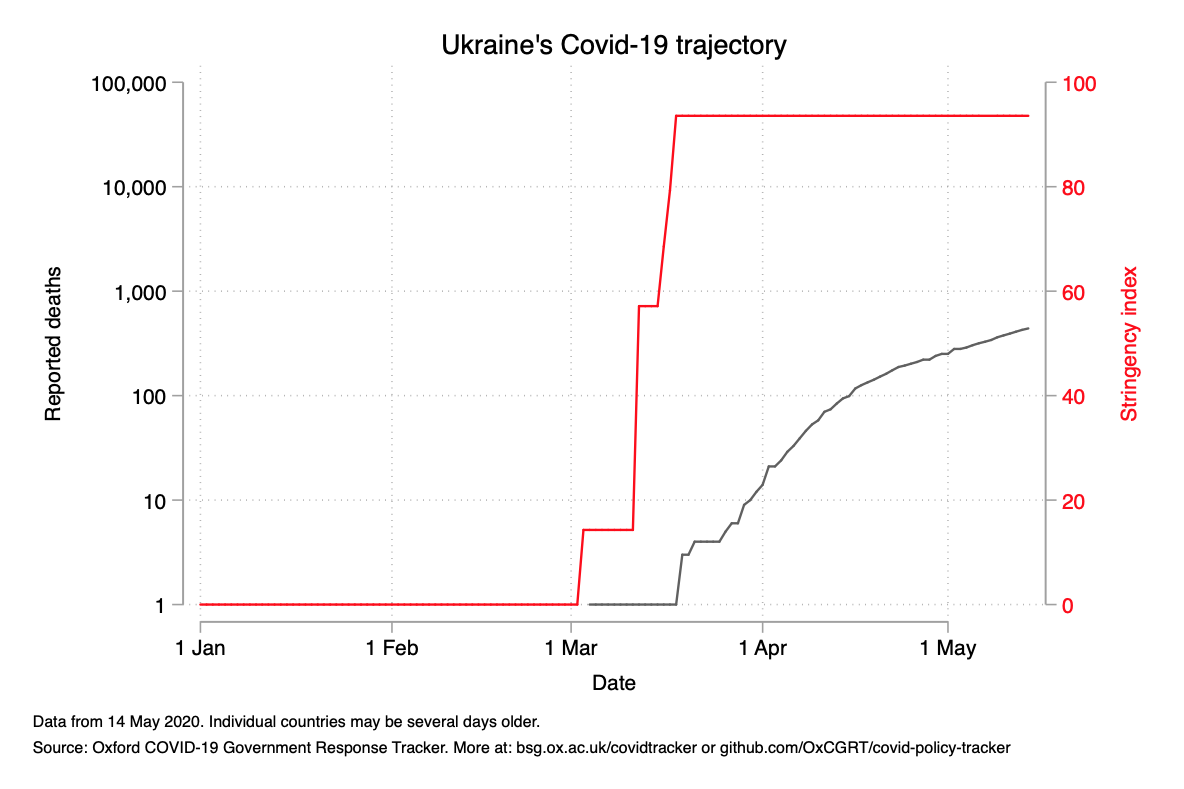 Ukraine's Covid-19 trajectory
100,000
10,000
1,000
100
10
1
Reported deaths
100
80
60
40
20
0
Stringency index
1 Jan
1 Feb
1 Mar
1 Apr
1 May
Date
Data from 14 May 2020. Individual countries may be several days older.
Source: Oxford COVID-19 Government Response Tracker. More at: bsg.ox.ac.uk/covidtracker or github.com/OxCGRT/covid-policy-tracker